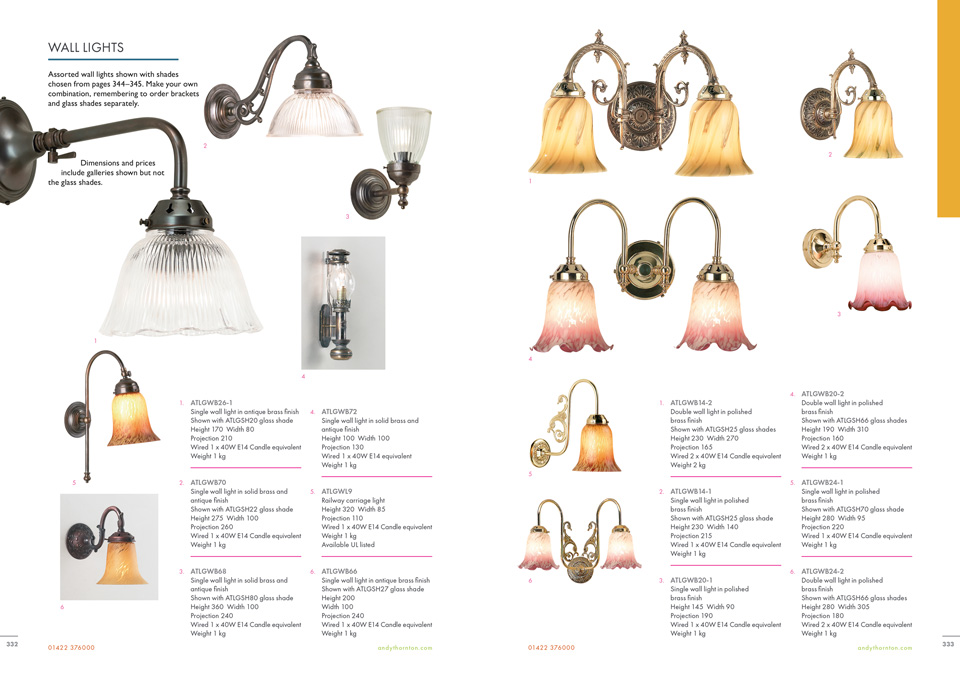 WALL LIGHTS
Assorted wall lights shown with shades
chosen from pages 344–345. Make your own
combination, remembering to order brackets
and glass shades separately.
Dimensions and prices
include galleries shown but not
the glass shades.
2
3
1
4
5
6
1. ATLGWB26-1
Single wall light in antique brass finish
Shown with ATLGSH20 glass shade
Height 170 Width 80
Projection 210
Wired 1 x 40W E14 Candle equivalent
Weight 1 kg
2. ATLGWB70
Single wall light in solid brass and
antique finish
Shown with ATLGSH22 glass shade
Height 275 Width 100
Projection 260
Wired 1 x 40W E14 Candle equivalent
Weight 1 kg
3. ATLGWB68
Single wall light in solid brass and
antique finish
Shown with ATLGSH80 glass shade
Height 360 Width 100
Projection 240
Wired 1 x 40W E14 Candle equivalent
Weight 1 kg
4. ATLGWB72
Single wall light in solid brass and
antique finish
Height 100 Width 100
Projection 130
Wired 1 x 40W E14 equivalent
Weight 1 kg
5. ATLGWL9
Railway carriage light
Height 320 Width 85
Projection 110
Wired 1 x 40W E14 Candle equivalent
Weight 1 kg
Available UL listed
6. ATLGWB66
Single wall light in antique brass finish
Shown with ATLGSH27 glass shade
Height 200
Width 100
Projection 240
Wired 1 x 40W E14 Candle equivalent
Weight 1 kg
333
01422 376000
andythornton.com
1
2
3
4
5
6
1. ATLGWB14-2
Double wall light in polished
brass finish
Shown with ATLGSH25 glass shades
Height 230 Width 270
Projection 165
Wired 2 x 40W E14 Candle equivalent
Weight 2 kg
2. ATLGWB14-1
Single wall light in polished
brass finish
Shown with ATLGSH25 glass shade
Height 230 Width 140
Projection 215
Wired 1 x 40W E14 Candle equivalent
Weight 1 kg
3. ATLGWB20-1
Single wall light in polished
brass finish
Height 145 Width 90
Projection 190
Wired 1 x 40W E14 Candle equivalent
Weight 1 kg
4. ATLGWB20-2
Double wall light in polished
brass finish
Shown with ATLGSH66 glass shades
Height 190 Width 310
Projection 160
Wired 2 x 40W E14 Candle equivalent
Weight 1 kg
5. ATLGWB24-1
Single wall light in polished
brass finish
Shown with ATLGSH70 glass shade
Height 280 Width 95
Projection 220
Wired 1 x 40W E14 Candle equivalent
Weight 1 kg
6. ATLGWB24-2
Double wall light in polished
brass finish
Shown with ATLGSH66 glass shades
Height 280 Width 305
Projection 180
Wired 2 x 40W E14 Candle equivalent
Weight 1 kg
01422 376000
andythornton.com
333